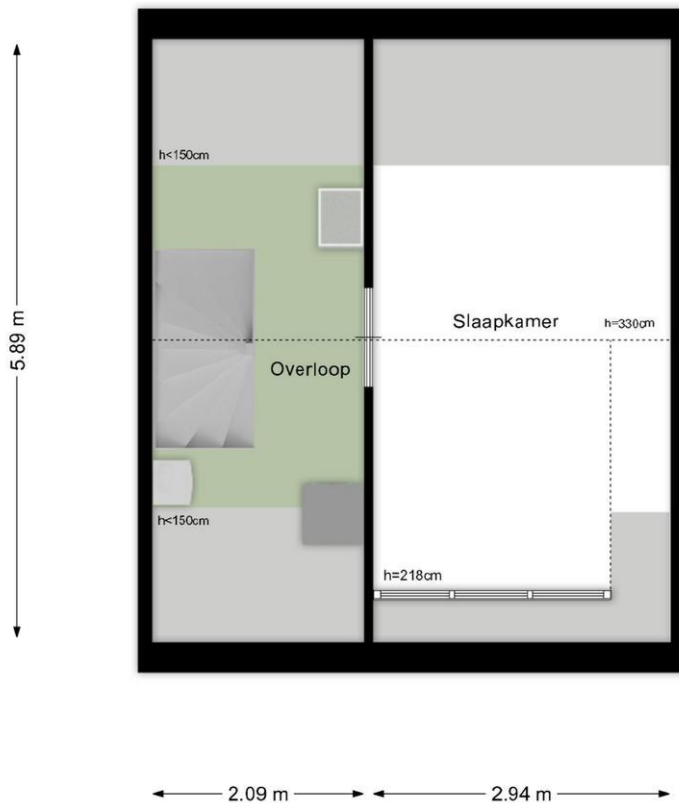 h<150cm
Slaapkamer
h=330cm
5.89 m
Overloop
h<150cm
h=218cm
2.09 m
2.94 m